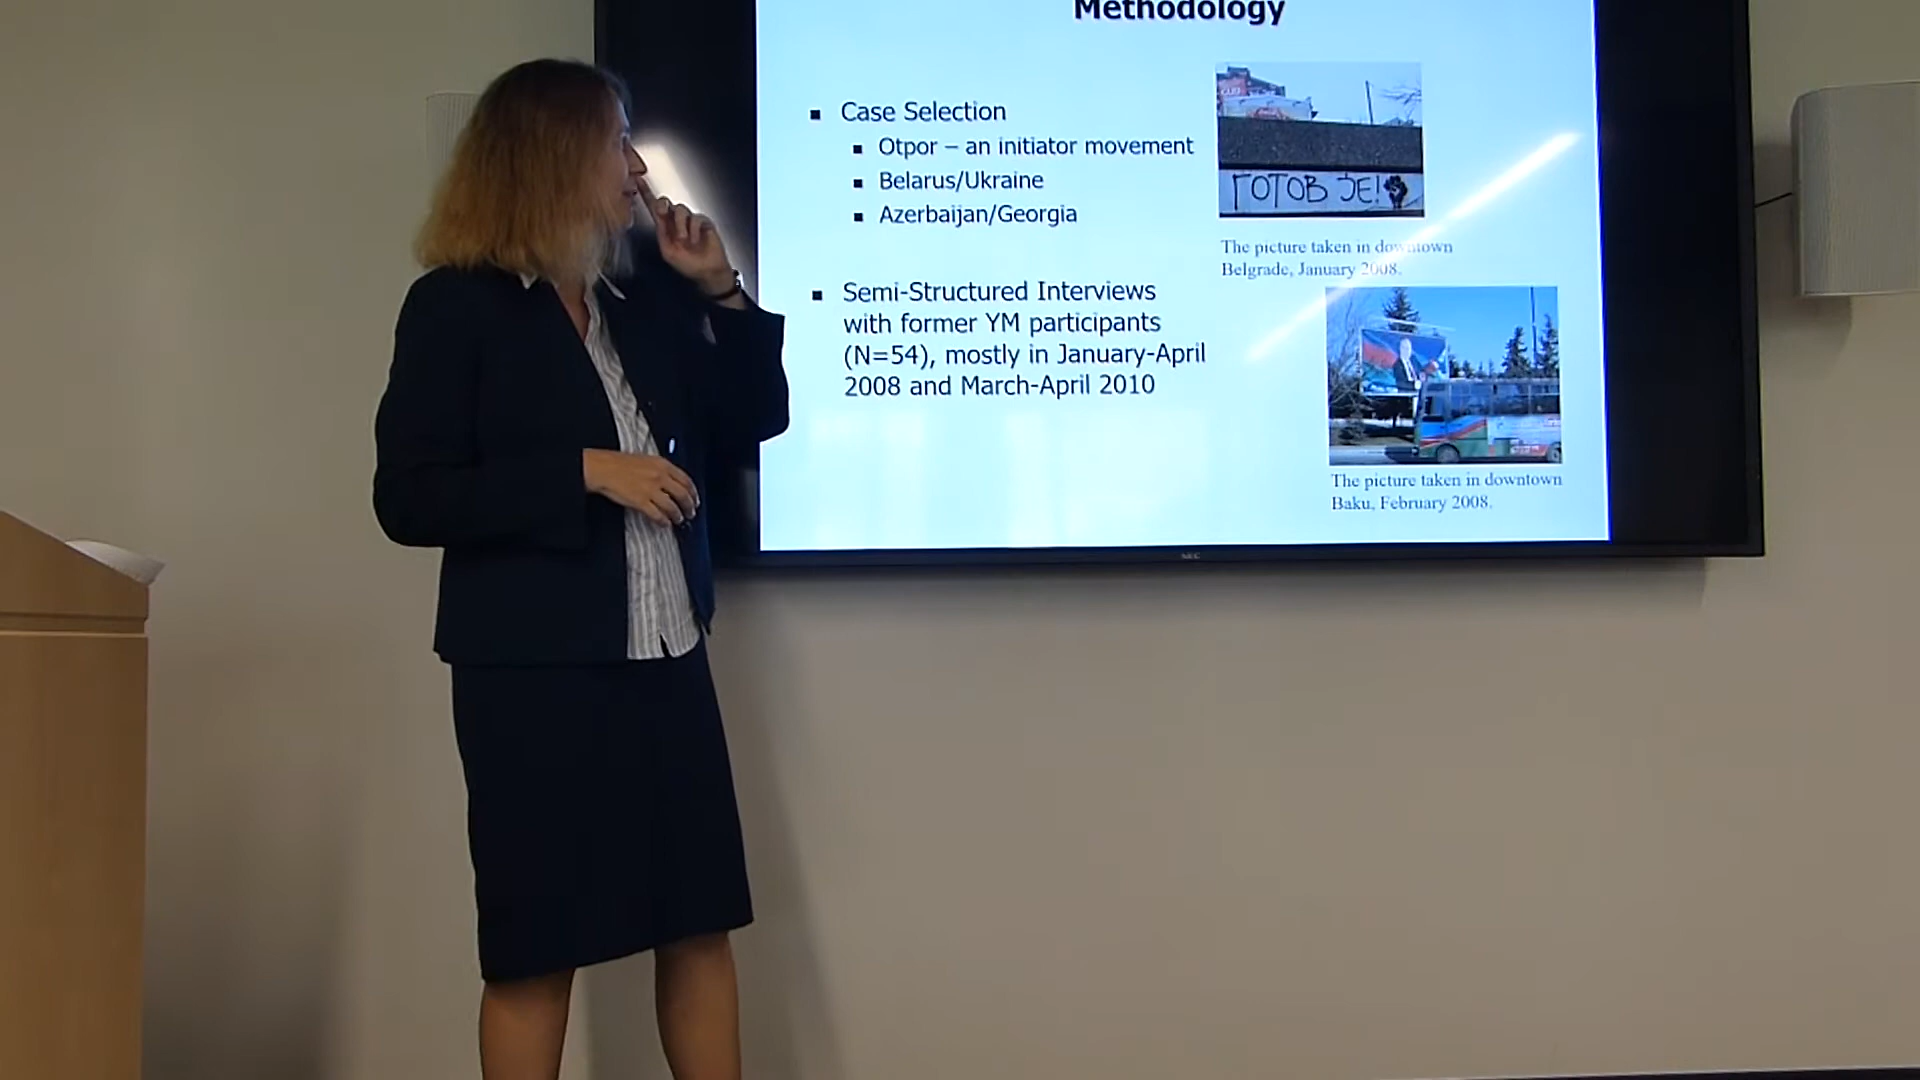 Methodology
▪ Case Selection
▪ Otpor – an initiator movement
▪ Belarus/Ukraine
▪ Azerbaijan/Georgia
▪ Semi-Structured Interviews
with former YM participants
(N=54), mostly in January-April
2008 and March-April 2010
ГОТОВ ЈЕ!
The picture taken in downtown
Belgrade, January 2008.
The picture taken in downtown
Baku, February 2008.
NEC